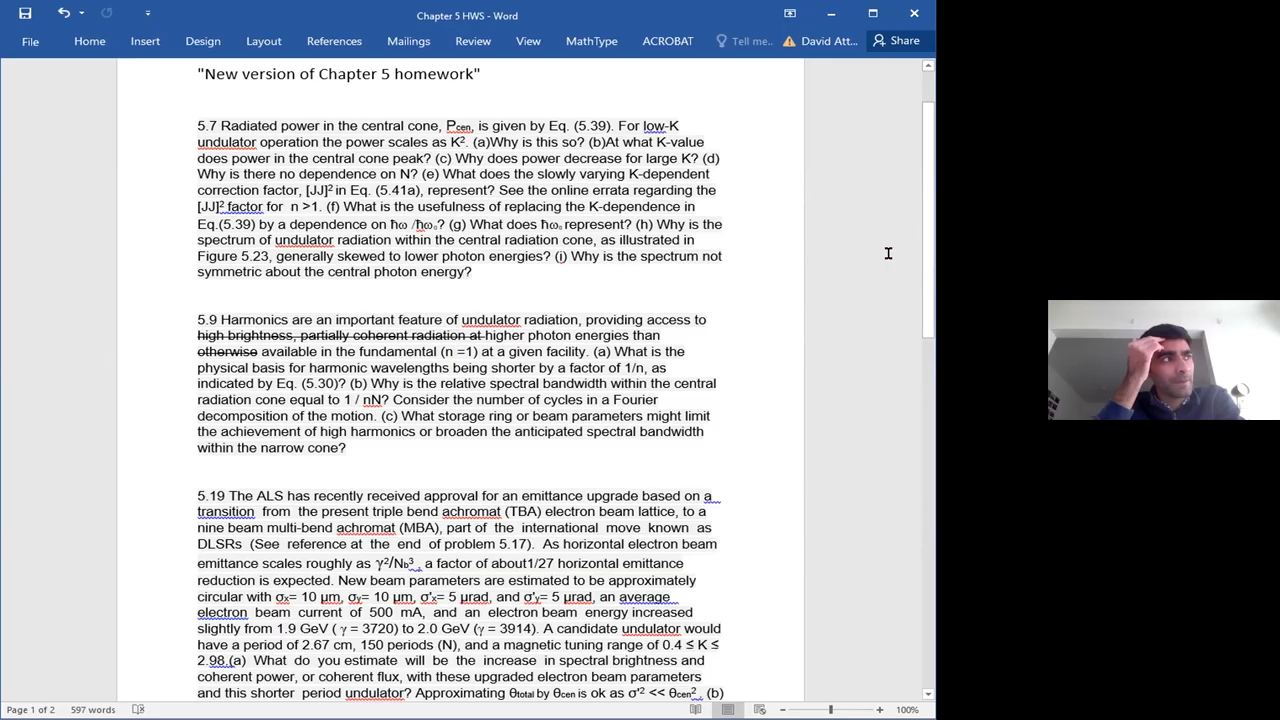 Chapter 5 HWS - Word
File Home Insert Design Layout References Mailings Review View MathType ACROBAT Tell me... David Att... Share
"New version of Chapter 5 homework"
5.7 Radiated power in the central cone, Pcen, is given by Eq. (5.39). For low-K
undulator operation the power scales as K². (a)Why is this so? (b)At what K-value
does power in the central cone peak? (c) Why does power decrease for large K? (d)
Why is there no dependence on N? (e) What does the slowly varying K-dependent
correction factor, [JJ]² in Eq. (5.41a), represent? See the online errata regarding the
[JJ]² factor for n >1. (f) What is the usefulness of replacing the K-dependence in
Eq.(5.39) by a dependence on ħω /ħω₀? (g) What does ħω₀ represent? (h) Why is the
spectrum of undulator radiation within the central radiation cone, as illustrated in
Figure 5.23, generally skewed to lower photon energies? (i) Why is the spectrum not
symmetric about the central photon energy?
5.9 Harmonics are an important feature of undulator radiation, providing access to
high brightness, partially coherent radiation at higher photon energies than
otherwise available in the fundamental (n =1) at a given facility. (a) What is the
physical basis for harmonic wavelengths being shorter by a factor of 1/n, as
indicated by Eq. (5.30)? (b) Why is the relative spectral bandwidth within the central
radiation cone equal to 1 / nN? Consider the number of cycles in a Fourier
decomposition of the motion. (c) What storage ring or beam parameters might limit
the achievement of high harmonics or broaden the anticipated spectral bandwidth
within the narrow cone?
5.19 The ALS has recently received approval for an emittance upgrade based on a
transition from the present triple bend achromat (TBA) electron beam lattice, to a
nine beam multi-bend achromat (MBA), part of the international move known as
DLSRs (See reference at the end of problem 5.17). As horizontal electron beam
emittance scales roughly as γ²/Nb³, a factor of about1/27 horizontal emittance
reduction is expected. New beam parameters are estimated to be approximately
circular with σx= 10 μm, σy= 10 μm, σ'x= 5 μrad, and σ'y= 5 μrad, an average
electron beam current of 500 mA, and an electron beam energy increased
slightly from 1.9 GeV ( γ = 3720) to 2.0 GeV (γ = 3914). A candidate undulator would
have a period of 2.67 cm, 150 periods (N), and a magnetic tuning range of 0.4 ≤ K ≤
2.98.(a) What do you estimate will be the increase in spectral brightness and
coherent power, or coherent flux, with these upgraded electron beam parameters
and this shorter period undulator? Approximating θtotal by θcen is ok as σ'² << θcen². (b)
Page 1 of 2 597 words 100%